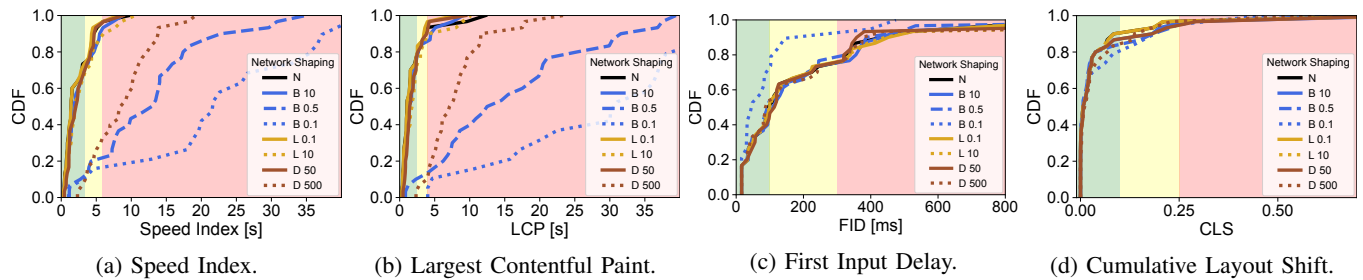 CDF
1.0
0.8
0.6
0.4
0.2
0.0
0 5 10 15 20 25 30 35
Speed Index [s]
Network Shaping
N
B 10
B 0.5
B 0.1
L 0.1
L 10
D 50
D 500
(a) Speed Index.
CDF
1.0
0.8
0.6
0.4
0.2
0.0
0 5 10 15 20 25 30 35
LCP [s]
Network Shaping
N
B 10
B 0.5
B 0.1
L 0.1
L 10
D 50
D 500
(b) Largest Contentful Paint.
CDF
1.0
0.8
0.6
0.4
0.2
0.0
0 200 400 600 800
FID [ms]
Network Shaping
N
B 10
B 0.5
B 0.1
L 0.1
L 10
D 50
D 500
(c) First Input Delay.
CDF
1.0
0.8
0.6
0.4
0.2
0.0
0.00 0.25 0.50
CLS
Network Shaping
N
B 10
B 0.5
B 0.1
L 0.1
L 10
D 50
D 500
(d) Cumulative Layout Shift.